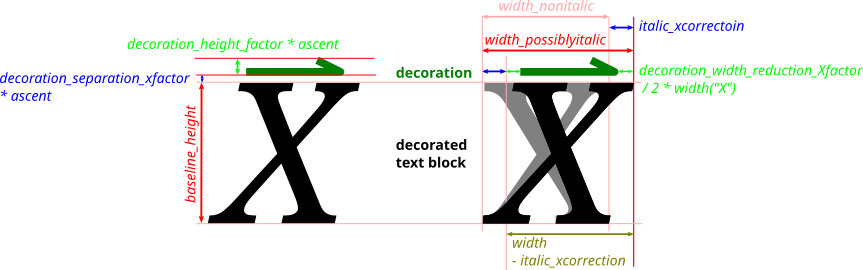 width_nonitalic
italic_xcorrectoin
width_possiblyitalic
decoration_height_factor * ascent
decoration_separation_xfactor
* ascent
decoration
decoration_width_reduction_Xfactor
/ 2 * width("X")
baseline_height
decorated
text block
X
X
width
- italic_xcorrection